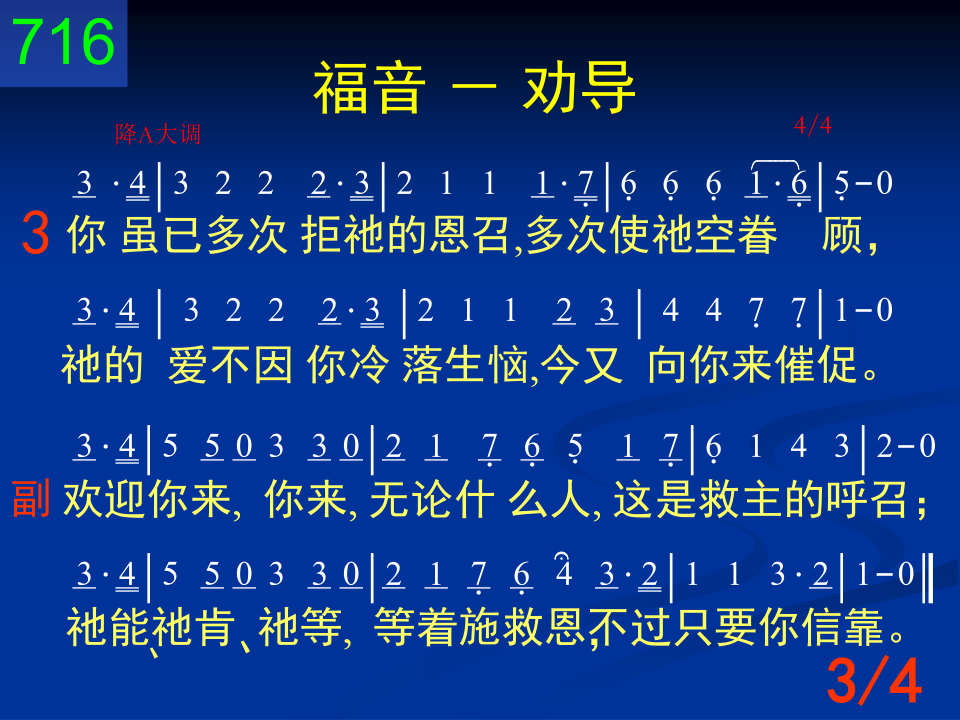 716
福音 － 劝导
降A大调 4/4
3 · 4 | 3 2 2 2 · 3 | 2 1 1 1 · 7 | 6 6 6 1 · 6 | 5 - 0
3 你 虽已多次 拒祂的恩召,多次使祂空眷 顾，
3 · 4 | 3 2 2 2 · 3 | 2 1 1 2 3 | 4 4 7 7 | 1 - 0
祂的 爱不因 你冷 落生恼,今又 向你来催促。
3 · 4 | 5 5 0 3 3 0 | 2 1 7 6 5 1 7 | 6 1 4 3 | 2 - 0
副 欢迎你来, 你来, 无论什 么人, 这是救主的呼召；
3 · 4 | 5 5 0 3 3 0 | 2 1 7 6 4 3 · 2 | 1 1 3 · 2 | 1 - 0 ‖
祂能、祂肯、祂等, 等着施救恩，不过只要你信靠。
3/4